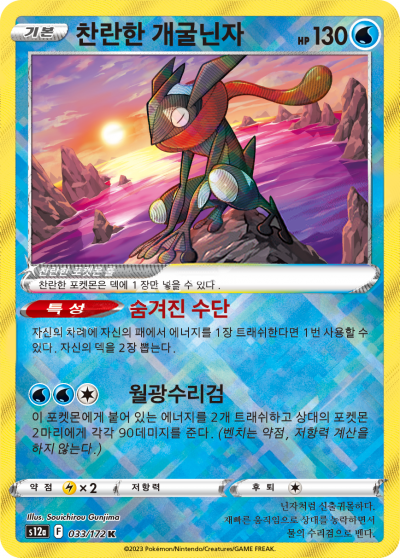 기본 찬란한 개굴닌자 HP 130
찬란한 포켓몬 룰
찬란한 포켓몬은 덱에 1장만 넣을 수 있다.
특성 숨겨진 수단
자신의 차례에 자신의 패에서 에너지를 1장 트래쉬한다면 1번 사용할 수
있다. 자신의 덱을 2장 뽑는다.
월광수리검
이 포켓몬에게 붙어 있는 에너지를 2개 트래쉬하고 상대의 포켓몬
2마리에게 각각 90데미지를 준다. (벤치는 약점, 저항력 계산을
하지 않는다.)
약점 ×2 저항력 후퇴
Illus. Souichirou Gunjima
s12a F 033/172 K
닌자처럼 신출귀몰하다.
재빠른 움직임으로 상대를 농락하면서
물의 수리검으로 벤다.
©2023 Pokémon/Nintendo/Creatures/GAME FREAK.